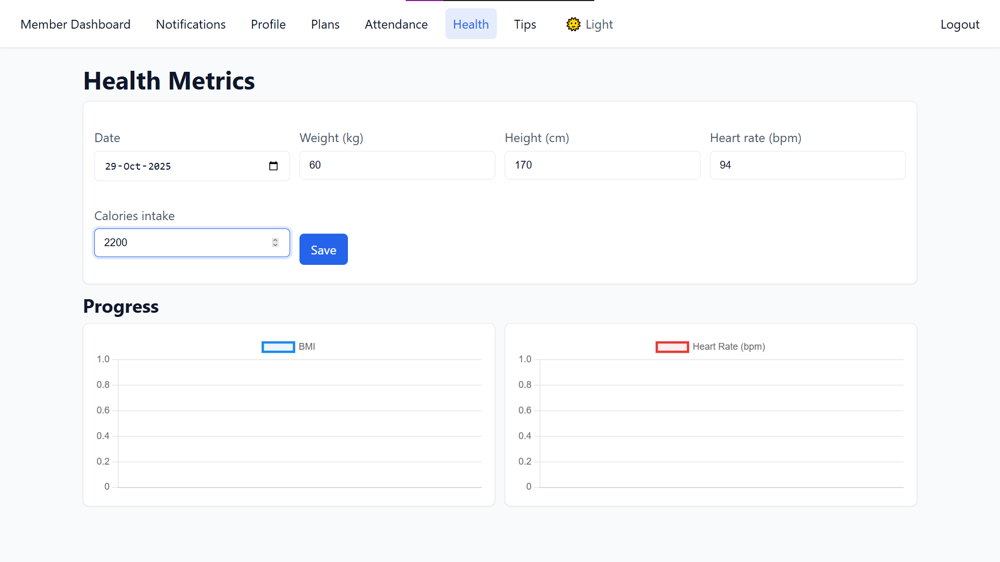 Member Dashboard Notifications Profile Plans Attendance Health Tips 🌞 Light Logout
Health Metrics
Date Weight (kg) Height (cm) Heart rate (bpm)
29-Oct-2025 60 170 94
Calories intake
2200 Save
Progress
BMI
1.0
0.8
0.6
0.4
0.2
0
Heart Rate (bpm)
1.0
0.8
0.6
0.4
0.2
0